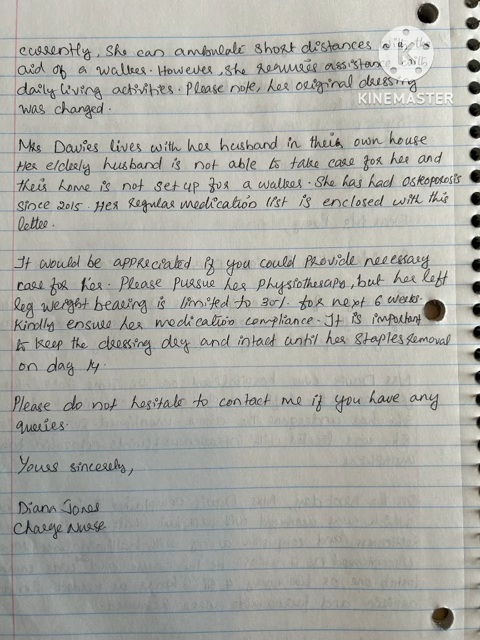 currently, she can ambulate short distances with the
aid of a walker. However, she requires assistance with
daily living activities. Please note, her original dressing
was changed.
Mrs Davies lives with her husband in their own house
Her elderly husband is not able to take care for her and
their home is not set up for a walker. She has had osteoporosis
since 2015. Her regular medication list is enclosed with this
letter.
It would be appreciated if you could provide necessary
care for her. Please pursue her physiotherapy, but her left
leg weight bearing is limited to 30% for next 6 weeks.
Kindly ensure her medication compliance. It is important
to keep the dressing dry and intact until her staples removal
on day 14.
Please do not hesitate to contact me if you have any
queries.
Yours sincerely,
Diann Jones
Charge Nurse
KINEMASTER